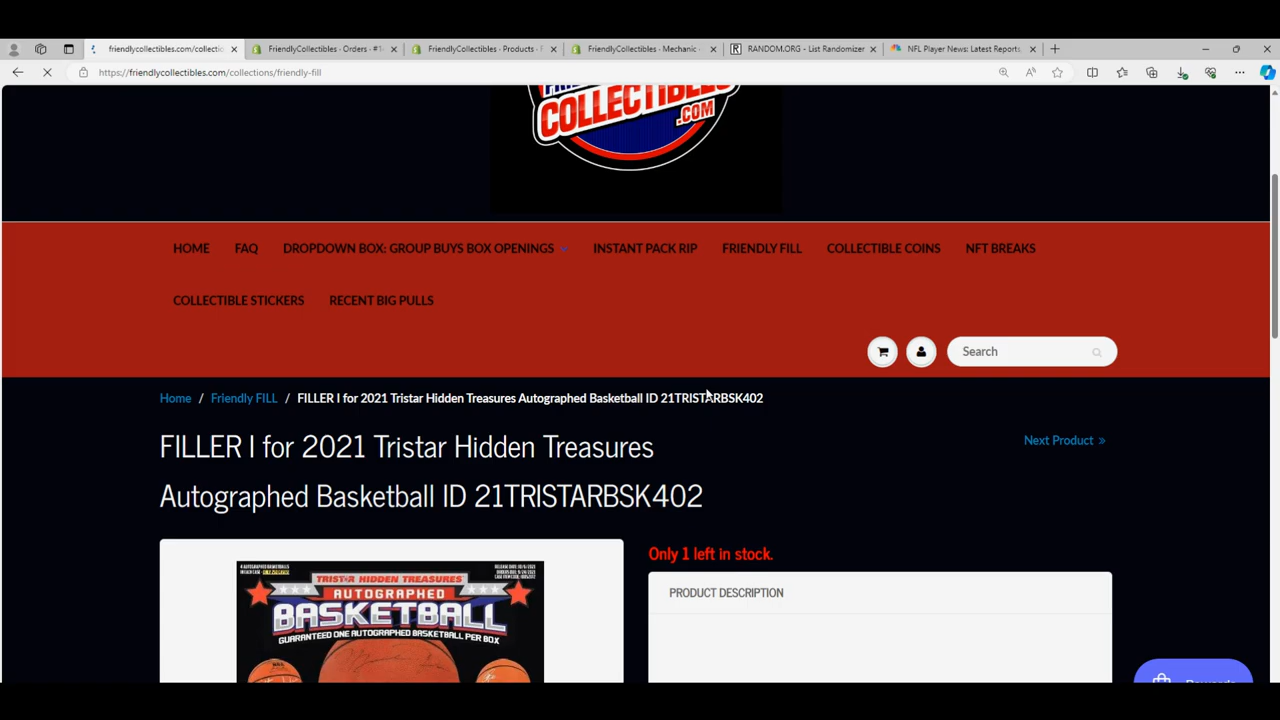 friendlycollectibles.com/collectio
FriendlyCollectibles - Orders - #1
FriendlyCollectibles - Products - F
FriendlyCollectibles - Mechanic -
RANDOM.ORG - List Randomizer
NFL Player News: Latest Reports
https://friendlycollectibles.com/collections/friendly-fill
COLLECTIBLES
.COM
HOME
FAQ
DROPDOWN BOX: GROUP BUYS BOX OPENINGS
INSTANT PACK RIP
FRIENDLY FILL
COLLECTIBLE COINS
NFT BREAKS
COLLECTIBLE STICKERS
RECENT BIG PULLS
Search
Home / Friendly FILL / FILLER I for 2021 Tristar Hidden Treasures Autographed Basketball ID 21TRISTARBSK402
FILLER I for 2021 Tristar Hidden Treasures
Autographed Basketball ID 21TRISTARBSK402
Next Product »
Only 1 left in stock.
PRODUCT DESCRIPTION
TRISTAR HIDDEN TREASURES
AUTOGRAPHED
BASKETBALL
GUARANTEED ONE AUTOGRAPHED BASKETBALL PER BOX
Rewards